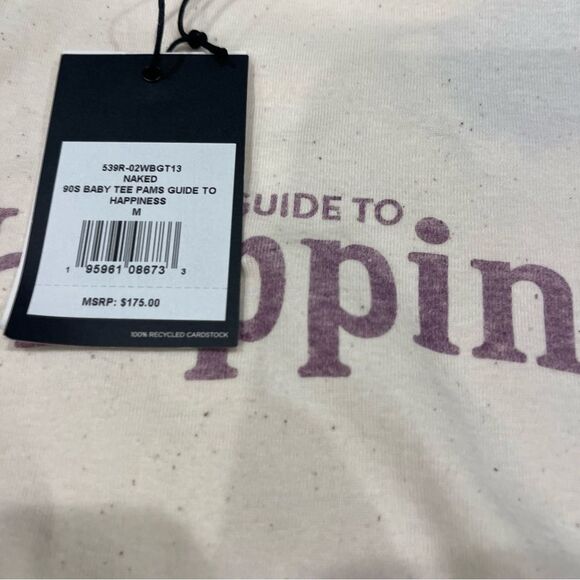 539R-02WBGT13
NAKED
90S BABY TEE PAMS GUIDE TO
HAPPINESS
M
1 95961 08673 3
MSRP: $175.00
100% RECYCLED CARDSTOCK
GUIDE TO
ppin